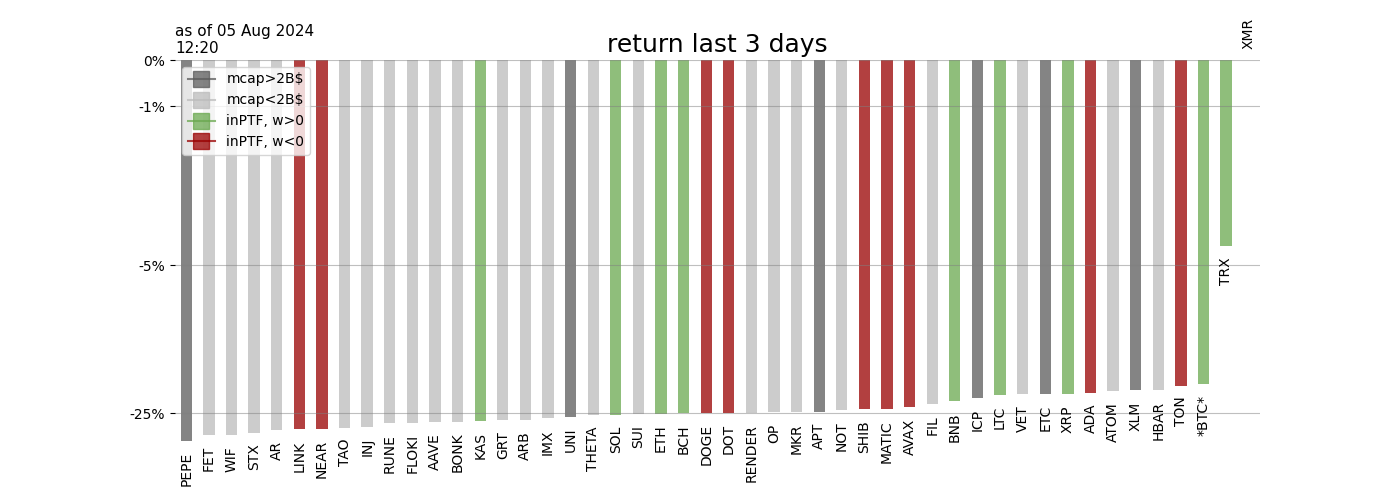 as of 05 Aug 2024
12:20
return last 3 days
XMR
0%
-1%
-5%
-25%
mcap>2B$
mcap<2B$
inPTF, w>0
inPTF, w<0
PEPE
FET
WIF
STX
AR
LINK
NEAR
TAO
INJ
RUNE
FLOKI
AAVE
BONK
KAS
GRT
ARB
IMX
UNI
THETA
SOL
SUI
ETH
BCH
DOGE
DOT
RENDER
OP
MKR
APT
NOT
SHIB
MATIC
AVAX
FIL
BNB
ICP
LTC
VET
ETC
XRP
ADA
ATOM
XLM
HBAR
TON
*BTC*
TRX